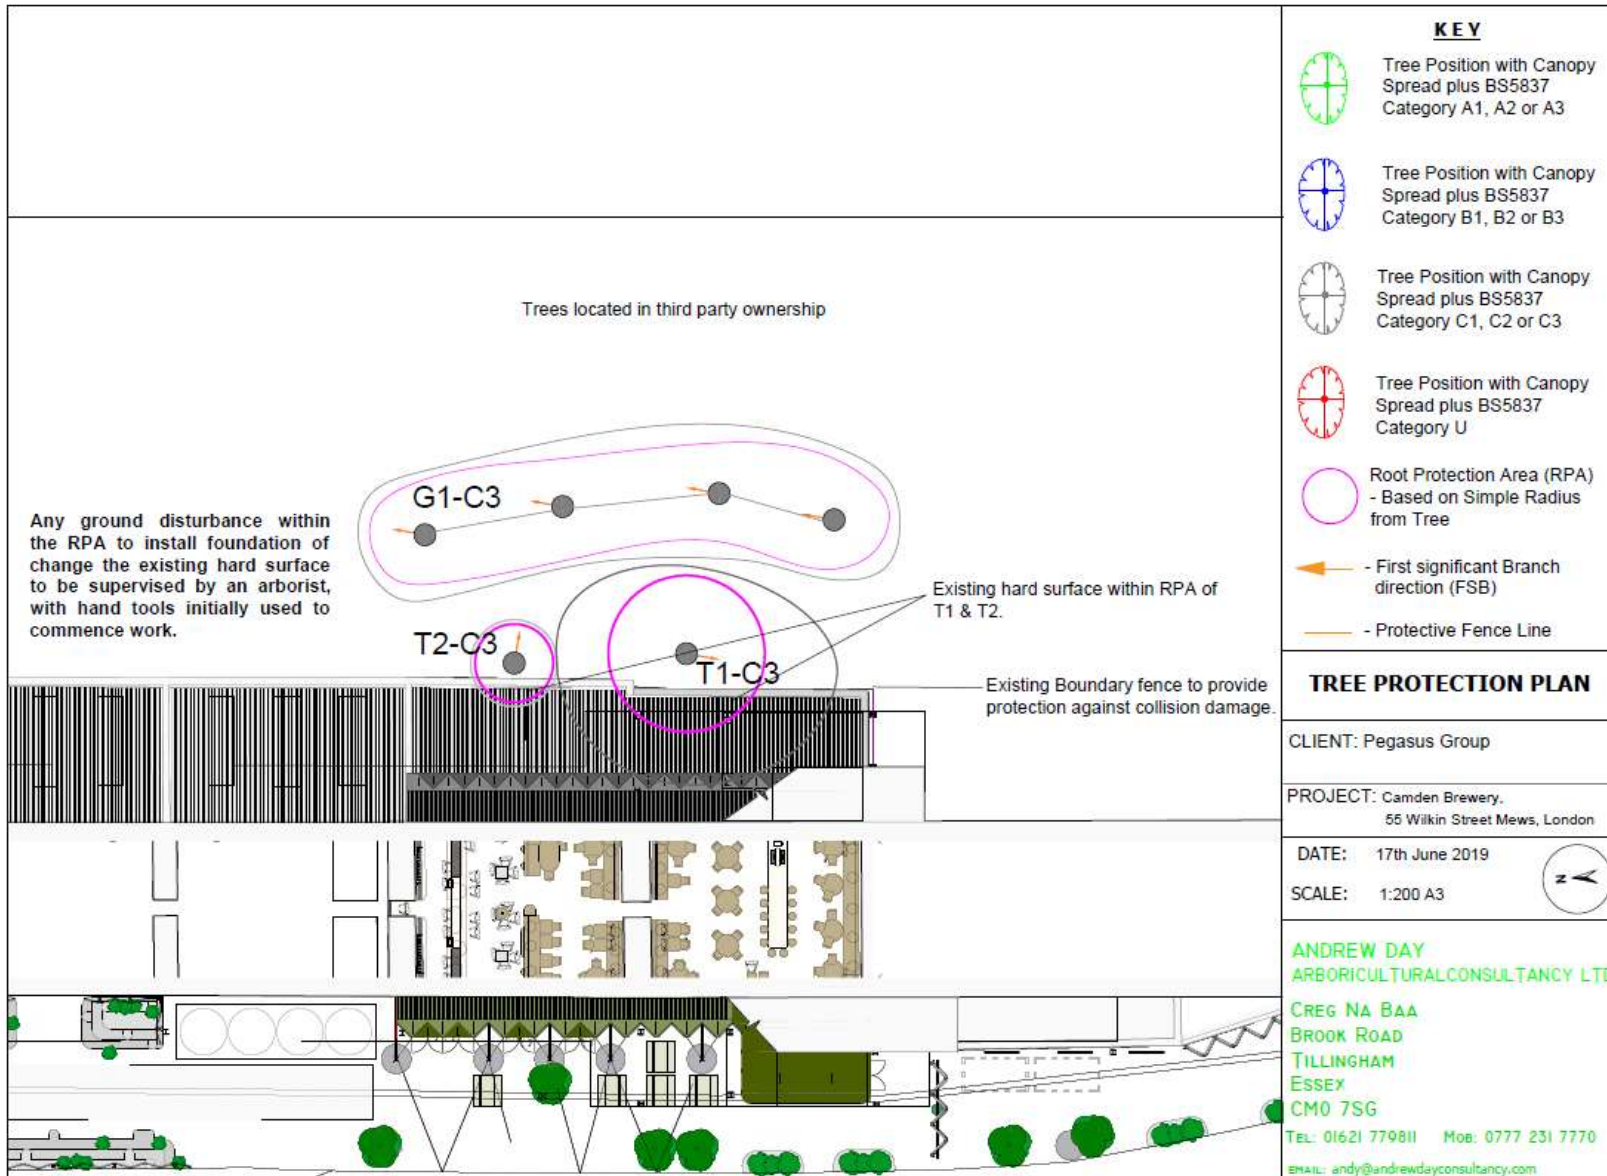 Trees located in third party ownership
G1-C3
Any ground disturbance within
the RPA to install foundation of
change the existing hard surface
to be supervised by an arborist,
with hand tools initially used to
commence work.
T2-C3
T1-C3
Existing hard surface within RPA of
T1 & T2.
Existing Boundary fence to provide
protection against collision damage.
KEY
Tree Position with Canopy
Spread plus BS5837
Category A1, A2 or A3
Tree Position with Canopy
Spread plus BS5837
Category B1, B2 or B3
Tree Position with Canopy
Spread plus BS5837
Category C1, C2 or C3
Tree Position with Canopy
Spread plus BS5837
Category U
Root Protection Area (RPA)
- Based on Simple Radius
from Tree
- First significant Branch
direction (FSB)
- Protective Fence Line
TREE PROTECTION PLAN
CLIENT: Pegasus Group
PROJECT: Camden Brewery,
55 Wilkin Street Mews, London
DATE: 17th June 2019
SCALE: 1:200 A3
N
ANDREW DAY
ARBORICULTURALCONSULTANCY LTD
CREG NA BAA
BROOK ROAD
TILLINGHAM
ESSEX
CM0 7SG
TEL: 01621 779811 MOB: 0777 231 7770
EMAIL: andy@andrewdayconsultancy.com